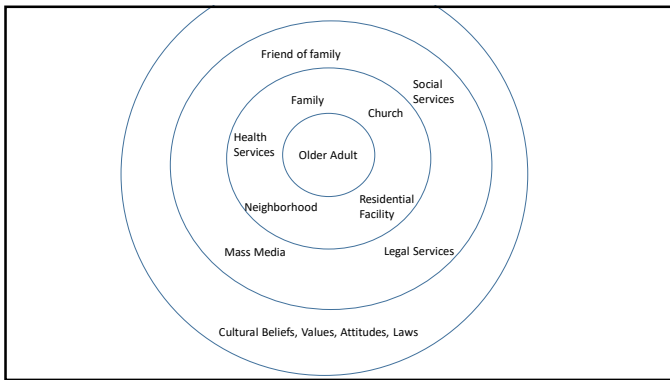 Friend of family
Social
Services
Family
Church
Health
Services
Older Adult
Neighborhood
Residential
Facility
Mass Media
Legal Services
Cultural Beliefs, Values, Attitudes, Laws